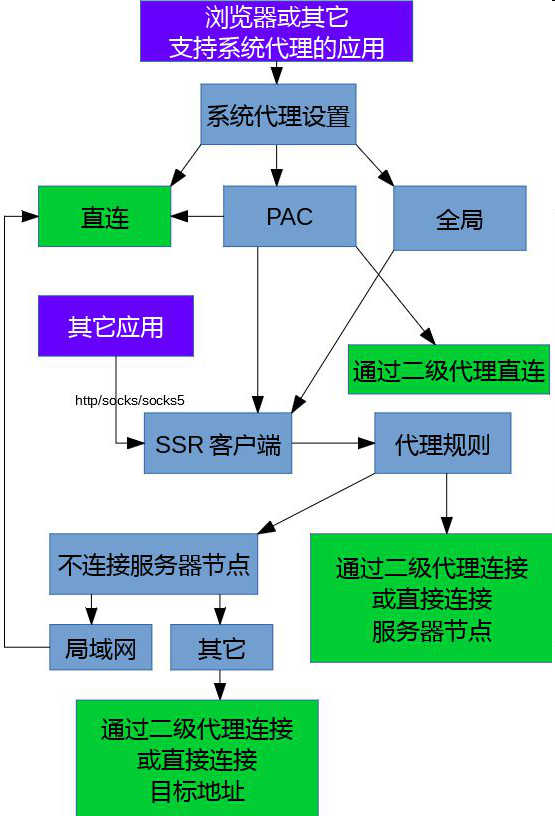 浏览器或其它
支持系统代理的应用
系统代理设置
直连
PAC
全局
其它应用
通过二级代理直连
http/socks/socks5
SSR 客户端
代理规则
不连接服务器节点
通过二级代理连接
或直接连接
服务器节点
局域网
其它
通过二级代理连接
或直接连接
目标地址